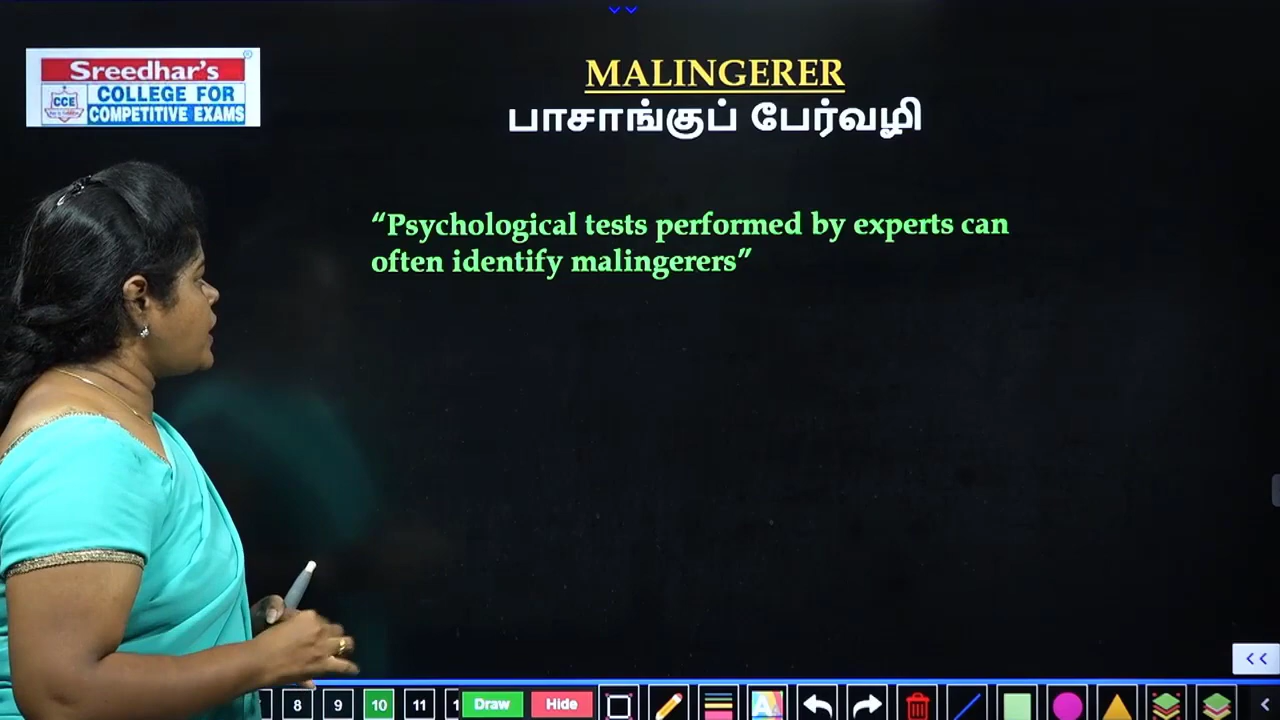 Sreedhar's
CCE
COLLEGE FOR
COMPETITIVE EXAMS
MALINGERER
பாசாங்குப் பேர்வழி
“Psychological tests performed by experts can
often identify malingerers”
<<
8 9 10 11 1 Draw Hide